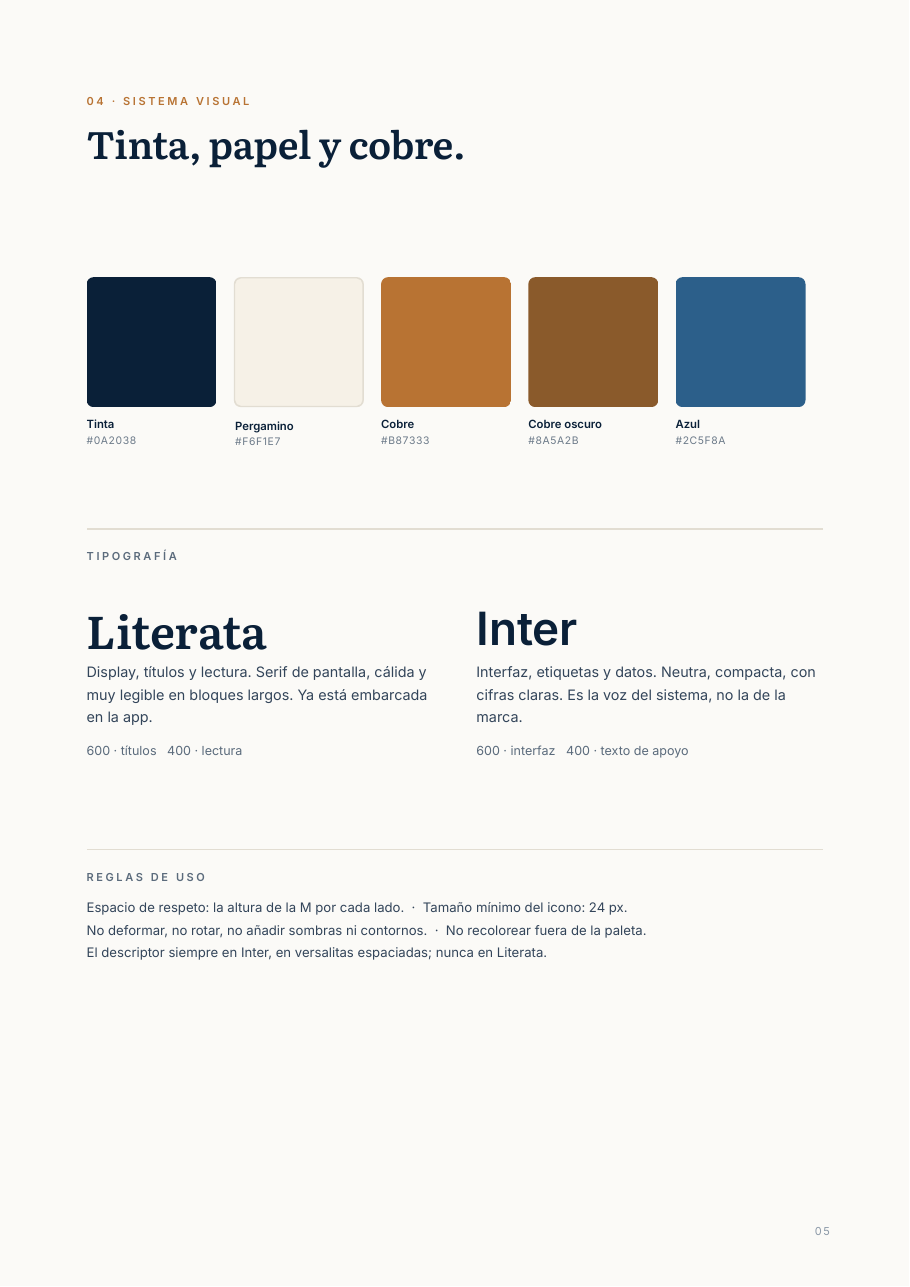 04 · SISTEMA VISUAL
Tinta, papel y cobre.
Tinta
#0A2038
Pergamino
#F6F1E7
Cobre
#B87333
Cobre oscuro
#8A5A2B
Azul
#2C5F8A
TIPOGRAFÍA
Literata
Display, títulos y lectura. Serif de pantalla, cálida y
muy legible en bloques largos. Ya está embarcada
en la app.
600 · títulos 400 · lectura
Inter
Interfaz, etiquetas y datos. Neutra, compacta, con
cifras claras. Es la voz del sistema, no la de la
marca.
600 · interfaz 400 · texto de apoyo
REGLAS DE USO
Espacio de respeto: la altura de la M por cada lado. · Tamaño mínimo del icono: 24 px.
No deformar, no rotar, no añadir sombras ni contornos. · No recolorear fuera de la paleta.
El descriptor siempre en Inter, en versalitas espaciadas; nunca en Literata.
05